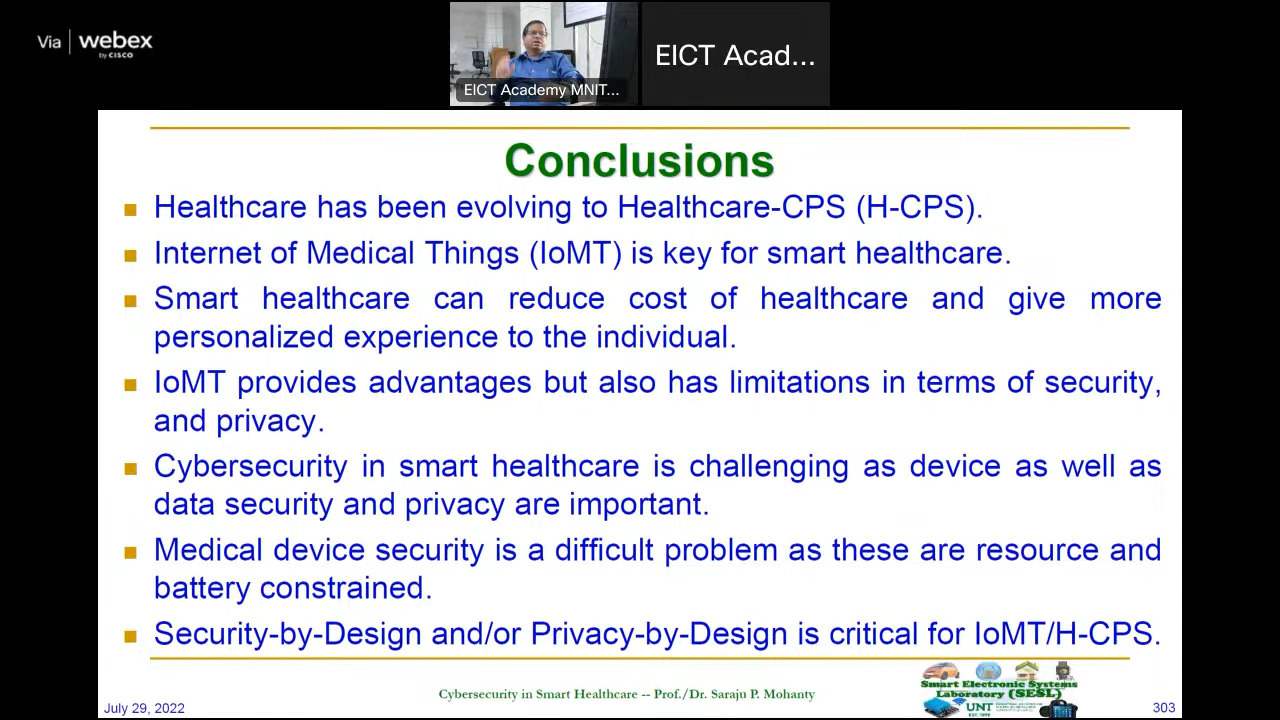 Via webex
by CISCO
EICT Academy MNIT...
EICT Acad...
Conclusions
Healthcare has been evolving to Healthcare-CPS (H-CPS).
Internet of Medical Things (IoMT) is key for smart healthcare.
Smart healthcare can reduce cost of healthcare and give more
personalized experience to the individual.
IoMT provides advantages but also has limitations in terms of security,
and privacy.
Cybersecurity in smart healthcare is challenging as device as well as
data security and privacy are important.
Medical device security is a difficult problem as these are resource and
battery constrained.
Security-by-Design and/or Privacy-by-Design is critical for IoMT/H-CPS.
July 29, 2022
Cybersecurity in Smart Healthcare -- Prof./Dr. Saraju P. Mohanty
Smart Electronic Systems
Laboratory (SESL)
UNT
EST. 1890
303